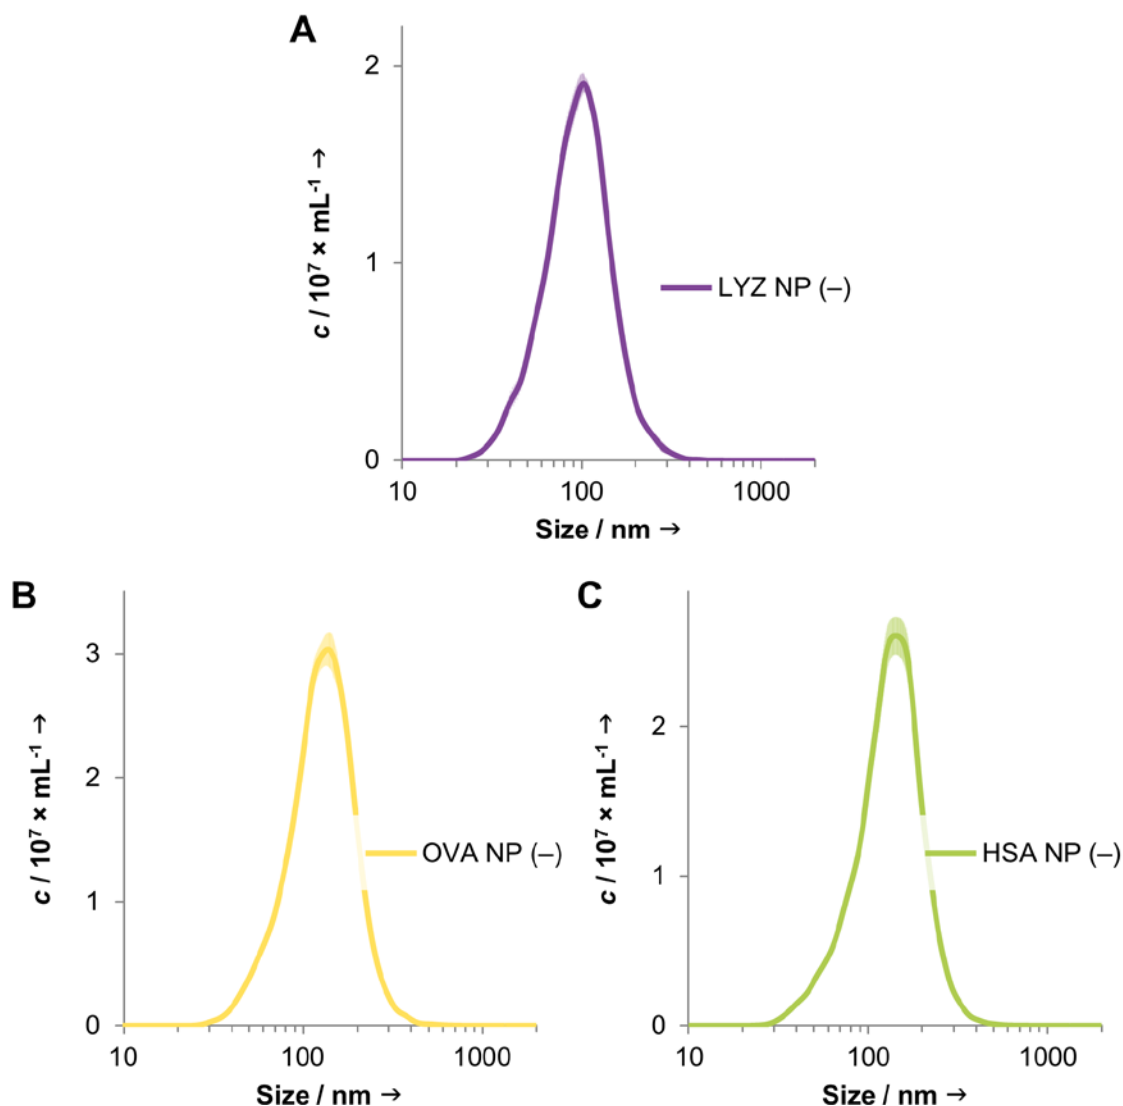 A
2
1
0
c / 10⁷ × mL⁻¹ →
LYZ NP (–)
10 100 1000
Size / nm →
B
3
2
1
0
c / 10⁷ × mL⁻¹ →
OVA NP (–)
10 100 1000
Size / nm →
C
2
1
0
c / 10⁷ × mL⁻¹ →
HSA NP (–)
10 100 1000
Size / nm →